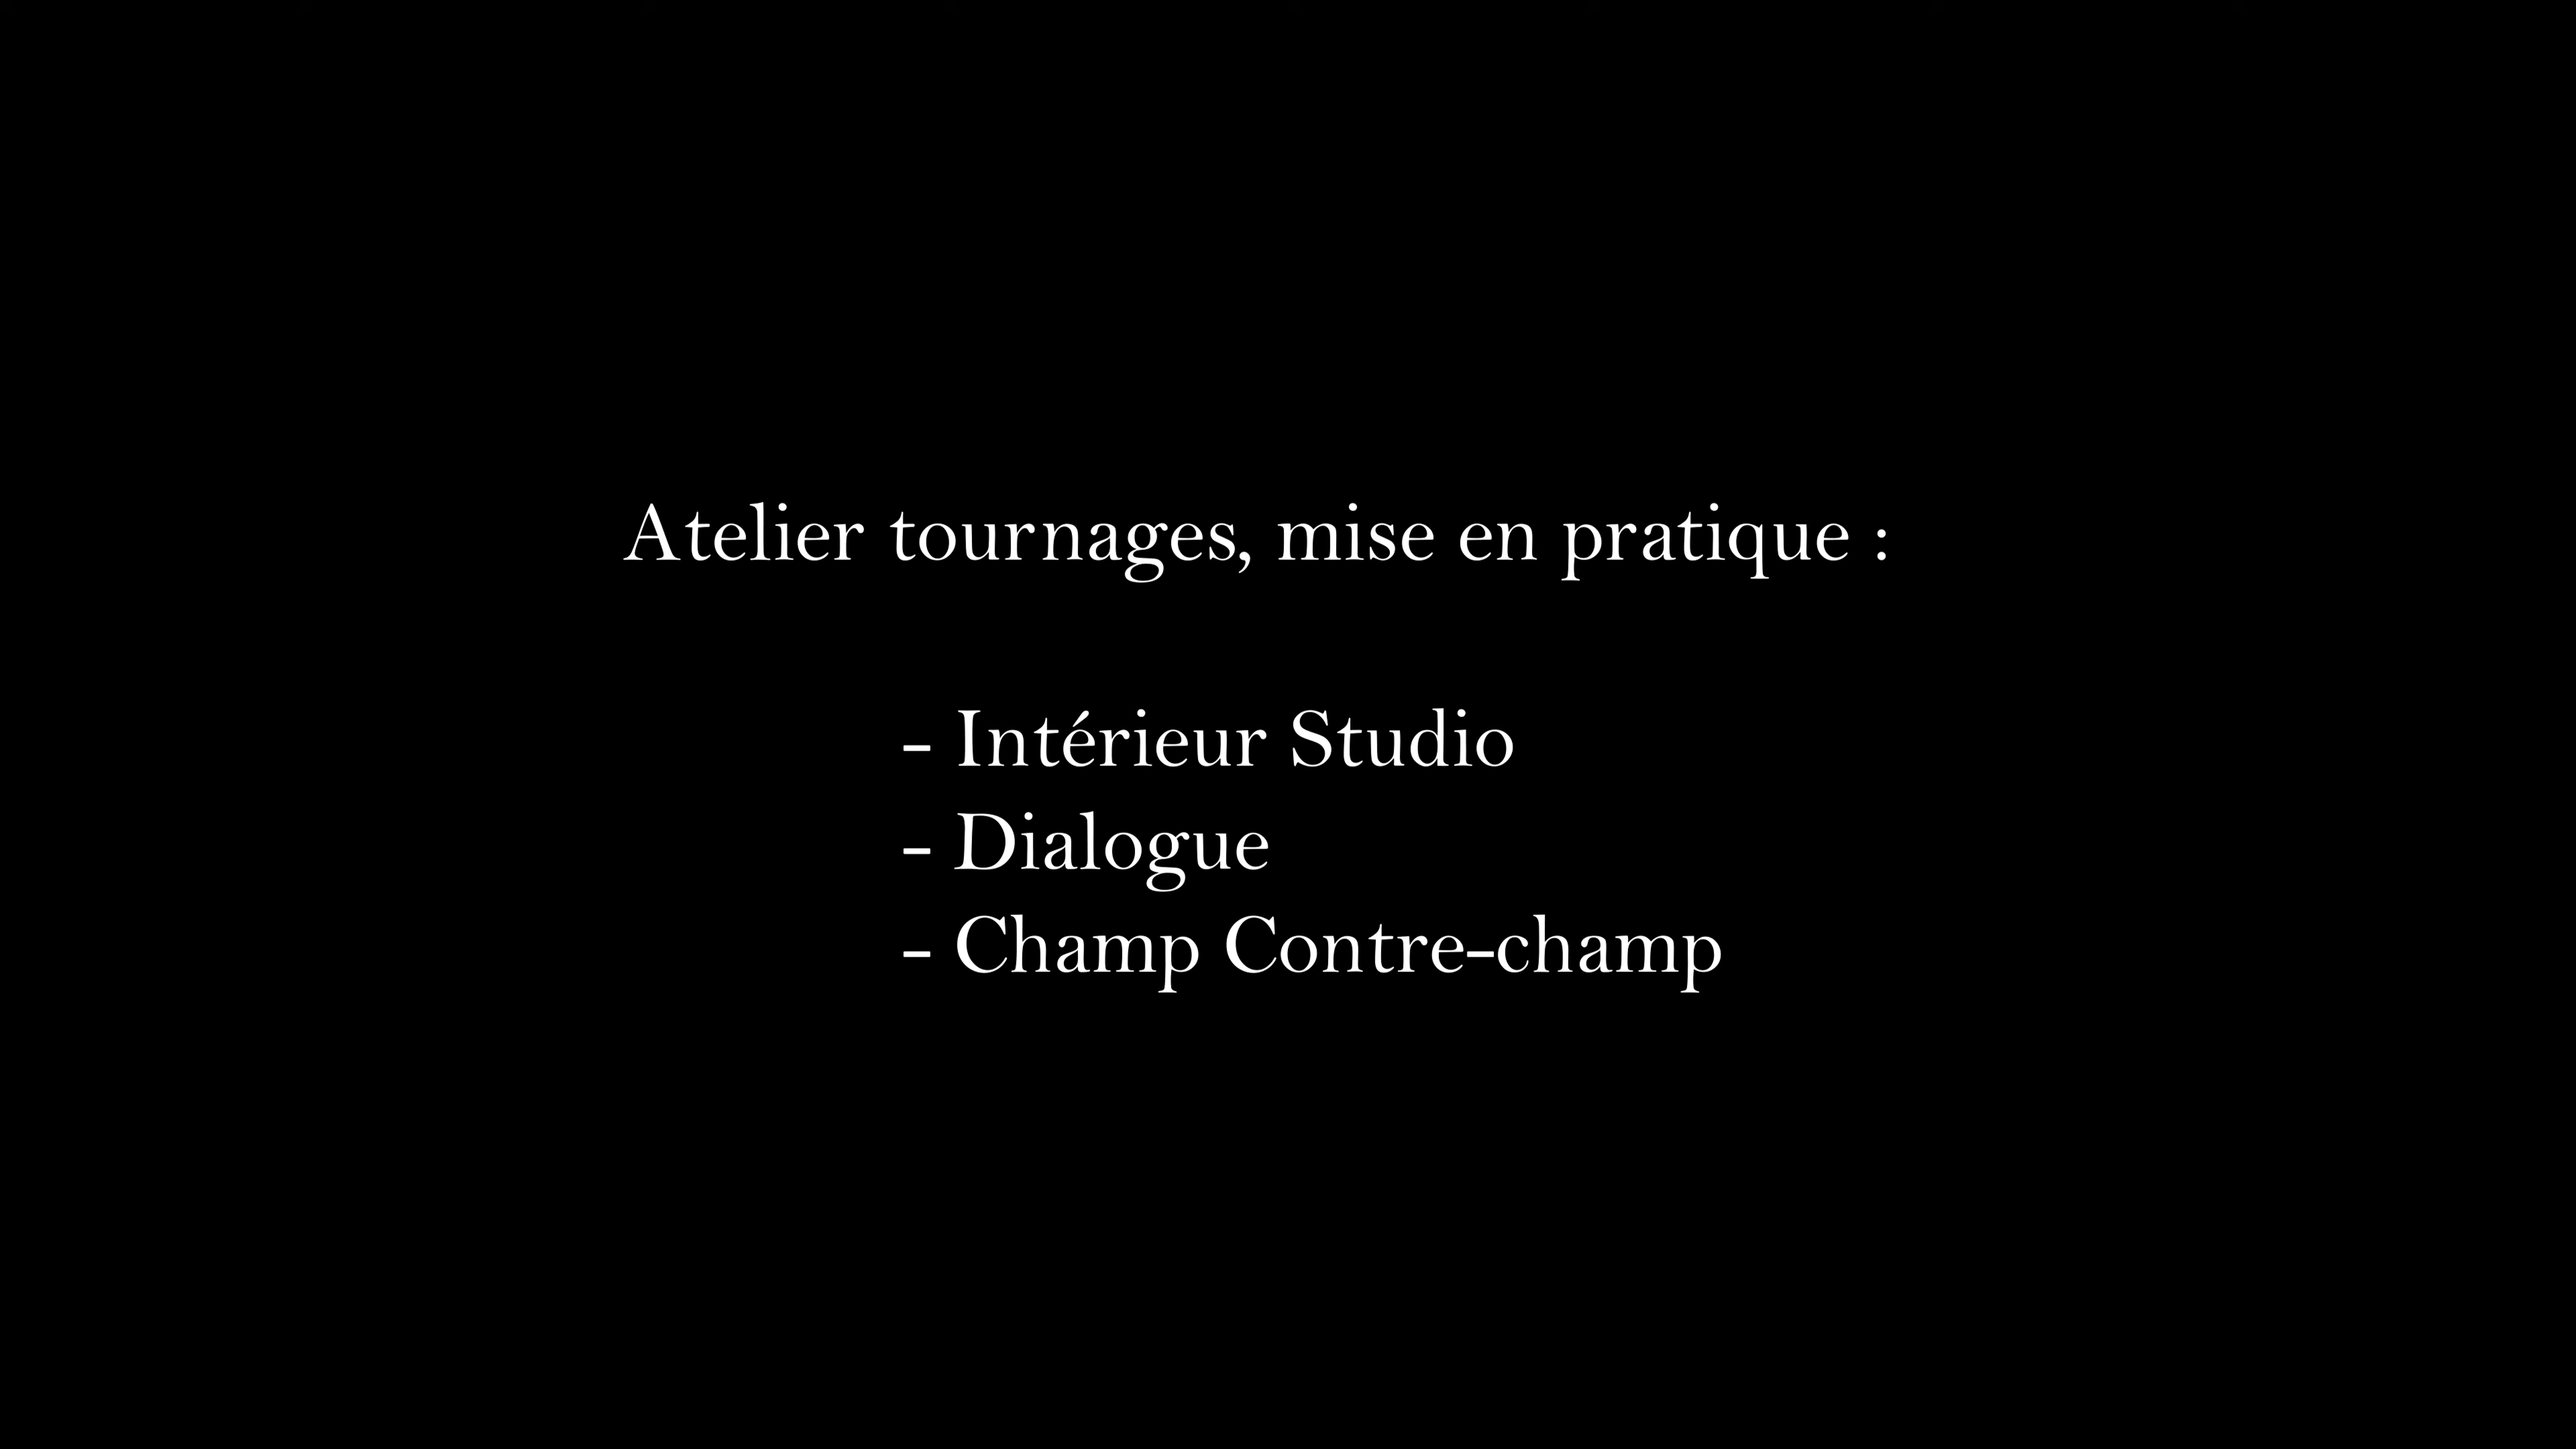 Atelier tournages, mise en pratique :
- Intérieur Studio
- Dialogue
- Champ Contre-champ